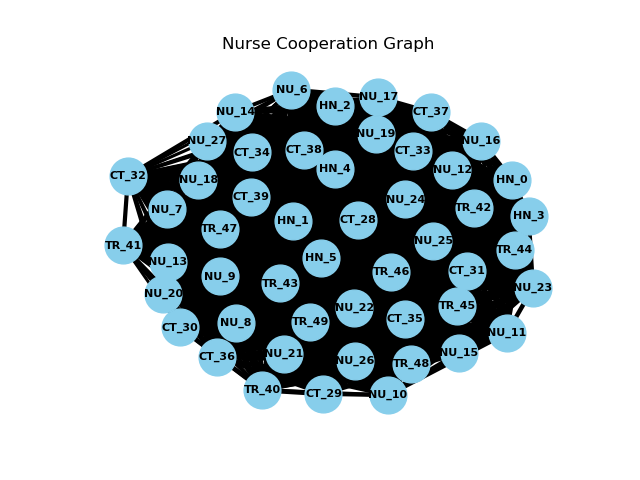 Nurse Cooperation Graph
NU_6
NU_17
HN_2
NU_14
CT_37
NU_19
NU_27
NU_16
CT_34
CT_38
CT_33
HN_4
NU_12
CT_32
NU_18
HN_0
CT_39
NU_24
NU_7
TR_42
HN_3
HN_1
CT_28
TR_47
NU_25
TR_41
TR_44
HN_5
NU_13
CT_31
TR_46
NU_9
TR_43
NU_23
NU_20
TR_45
NU_22
CT_35
NU_8
TR_49
CT_30
NU_11
NU_15
NU_21
CT_36
NU_26
TR_48
TR_40
CT_29
NU_10